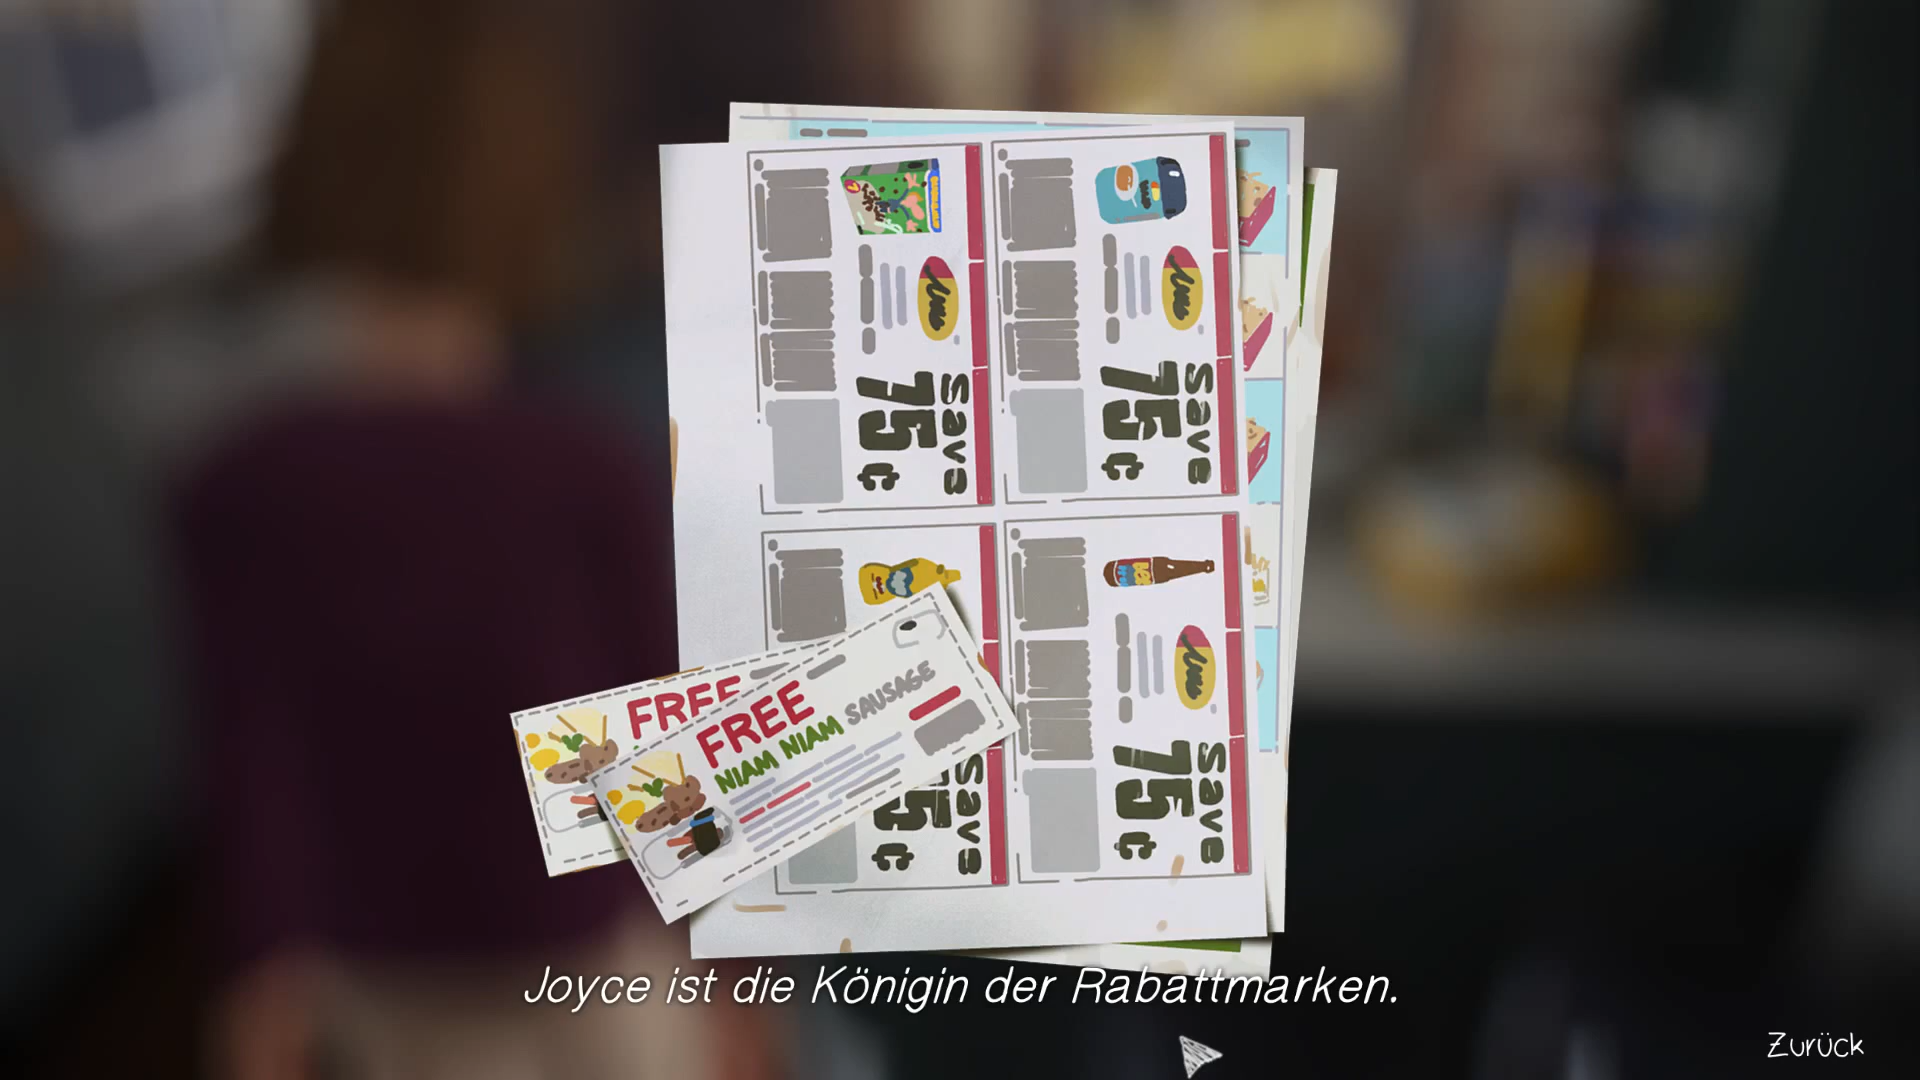 Save
75¢
Save
75¢
Save
75¢
Save
75¢
FREE
FREE
NIAM NIAM SAUSAGE
Joyce ist die Königin der Rabattmarken.
Zurück